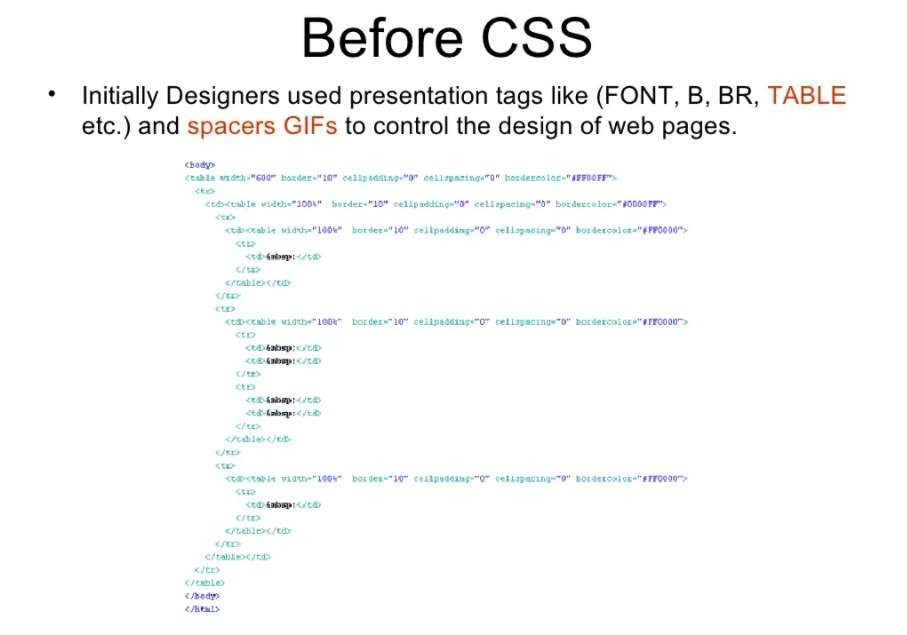 Before CSS
• Initially Designers used presentation tags like (FONT, B, BR, TABLE
etc.) and spacers GIFs to control the design of web pages.
<body>
<table width="600" border="10" cellpadding="0" cellspacing="0" bordercolor="#FF00FF">
<tr>
<td><table width="100%" border="10" cellpadding="0" cellspacing="0" bordercolor="#0000FF">
<tr>
<td><table width="100%" border="10" cellpadding="0" cellspacing="0" bordercolor="#FF0000">
<tr>
<td>&nbsp;</td>
</tr>
</table></td>
</tr>
<tr>
<td><table width="100%" border="10" cellpadding="0" cellspacing="0" bordercolor="#FF0000">
<tr>
<td>&nbsp;</td>
<td>&nbsp;</td>
</tr>
<tr>
<td>&nbsp;</td>
<td>&nbsp;</td>
</tr>
</table></td>
</tr>
<tr>
<td><table width="100%" border="10" cellpadding="0" cellspacing="0" bordercolor="#FF0000">
<tr>
<td>&nbsp;</td>
</tr>
</table></td>
</tr>
</table></td>
</tr>
</table>
</body>
</html>